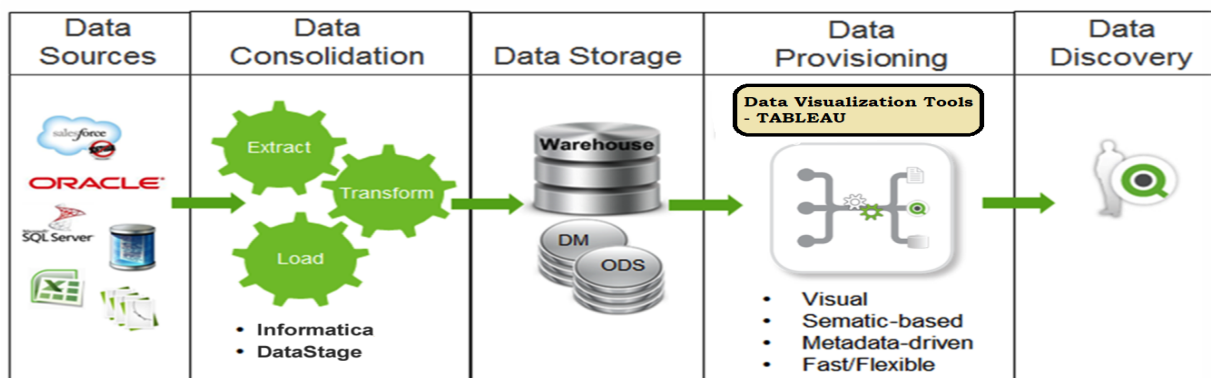 Data
Sources
Data
Consolidation
Data Storage
Data
Provisioning
Data
Discovery
salesforce
ORACLE
Microsoft
SQL Server
Extract
Transform
Load
• Informatica
• DataStage
Warehouse
DM
ODS
Data Visualization Tools
- TABLEAU
• Visual
• Sematic-based
• Metadata-driven
• Fast/Flexible